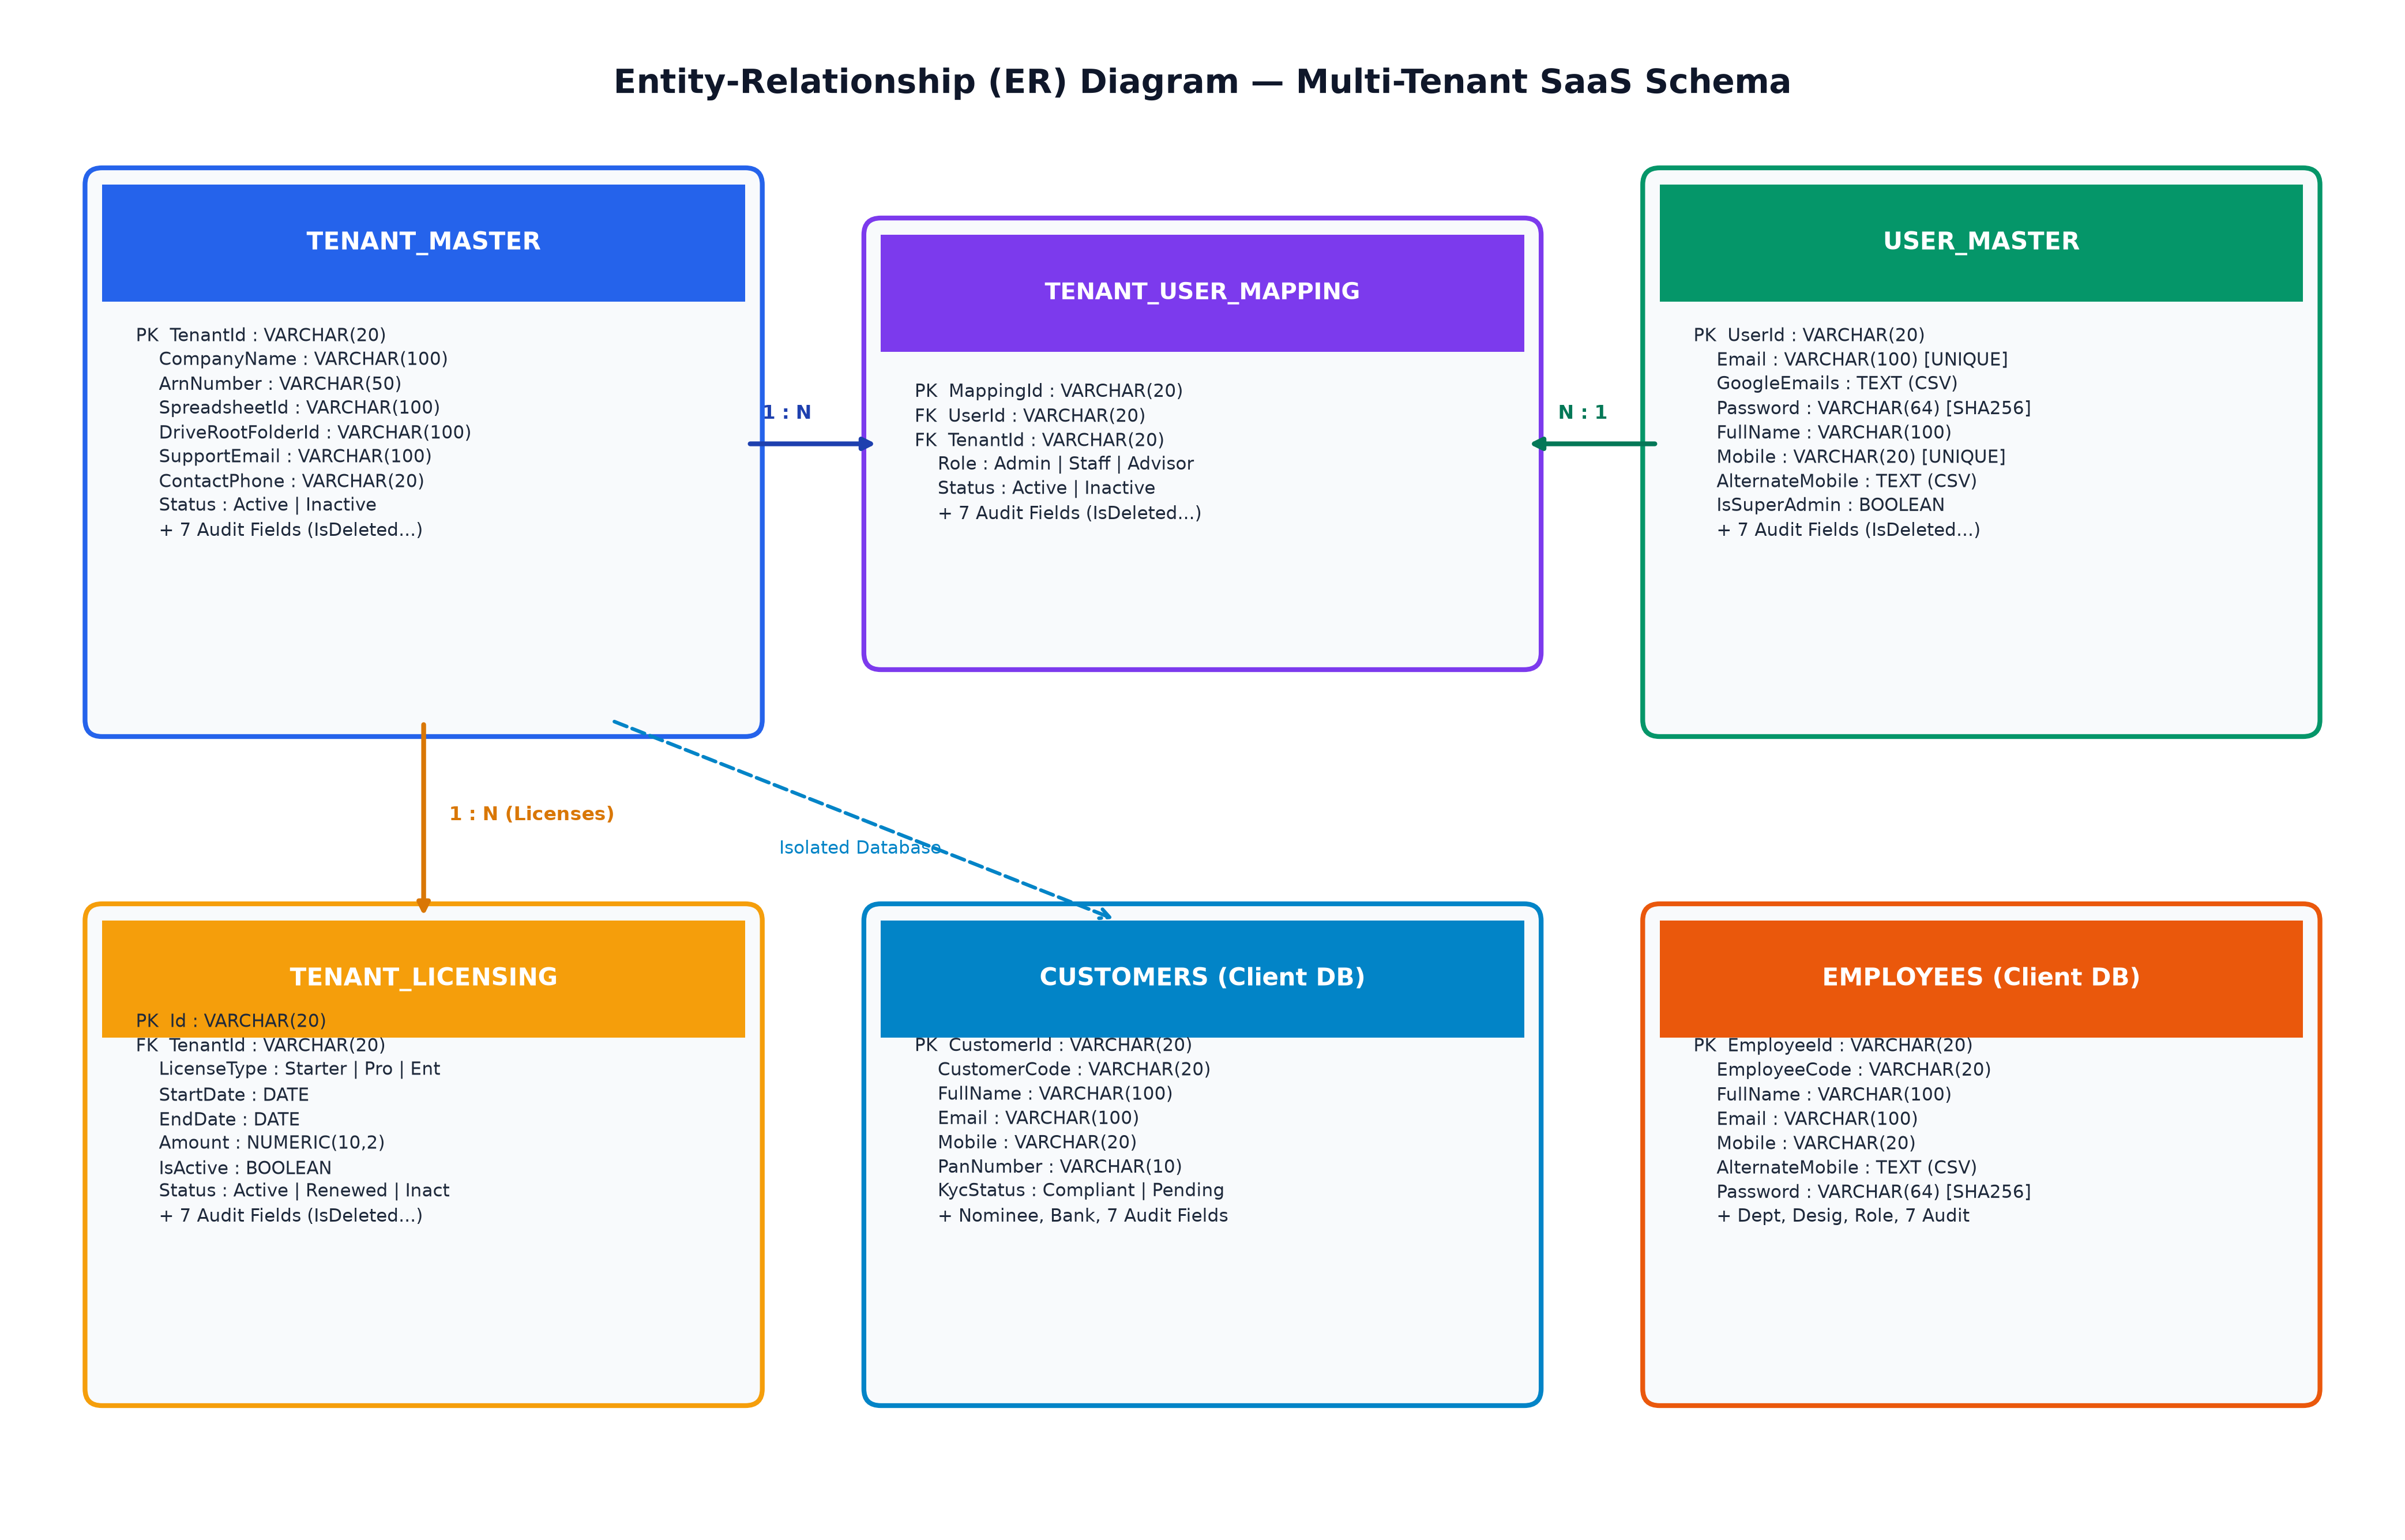 Entity-Relationship (ER) Diagram — Multi-Tenant SaaS Schema
TENANT_MASTER
PK  TenantId : VARCHAR(20)
CompanyName : VARCHAR(100)
ArnNumber : VARCHAR(50)
SpreadsheetId : VARCHAR(100)
DriveRootFolderId : VARCHAR(100)
SupportEmail : VARCHAR(100)
ContactPhone : VARCHAR(20)
Status : Active | Inactive
+ 7 Audit Fields (IsDeleted...)
1 : N
TENANT_USER_MAPPING
PK  MappingId : VARCHAR(20)
FK  UserId : VARCHAR(20)
FK  TenantId : VARCHAR(20)
Role : Admin | Staff | Advisor
Status : Active | Inactive
+ 7 Audit Fields (IsDeleted...)
N : 1
USER_MASTER
PK  UserId : VARCHAR(20)
Email : VARCHAR(100) [UNIQUE]
GoogleEmails : TEXT (CSV)
Password : VARCHAR(64) [SHA256]
FullName : VARCHAR(100)
Mobile : VARCHAR(20) [UNIQUE]
AlternateMobile : TEXT (CSV)
IsSuperAdmin : BOOLEAN
+ 7 Audit Fields (IsDeleted...)
1 : N (Licenses)
Isolated Database
TENANT_LICENSING
PK  Id : VARCHAR(20)
FK  TenantId : VARCHAR(20)
LicenseType : Starter | Pro | Ent
StartDate : DATE
EndDate : DATE
Amount : NUMERIC(10,2)
IsActive : BOOLEAN
Status : Active | Renewed | Inact
+ 7 Audit Fields (IsDeleted...)
CUSTOMERS (Client DB)
PK  CustomerId : VARCHAR(20)
CustomerCode : VARCHAR(20)
FullName : VARCHAR(100)
Email : VARCHAR(100)
Mobile : VARCHAR(20)
PanNumber : VARCHAR(10)
KycStatus : Compliant | Pending
+ Nominee, Bank, 7 Audit Fields
EMPLOYEES (Client DB)
PK  EmployeeId : VARCHAR(20)
EmployeeCode : VARCHAR(20)
FullName : VARCHAR(100)
Email : VARCHAR(100)
Mobile : VARCHAR(20)
AlternateMobile : TEXT (CSV)
Password : VARCHAR(64) [SHA256]
+ Dept, Desig, Role, 7 Audit